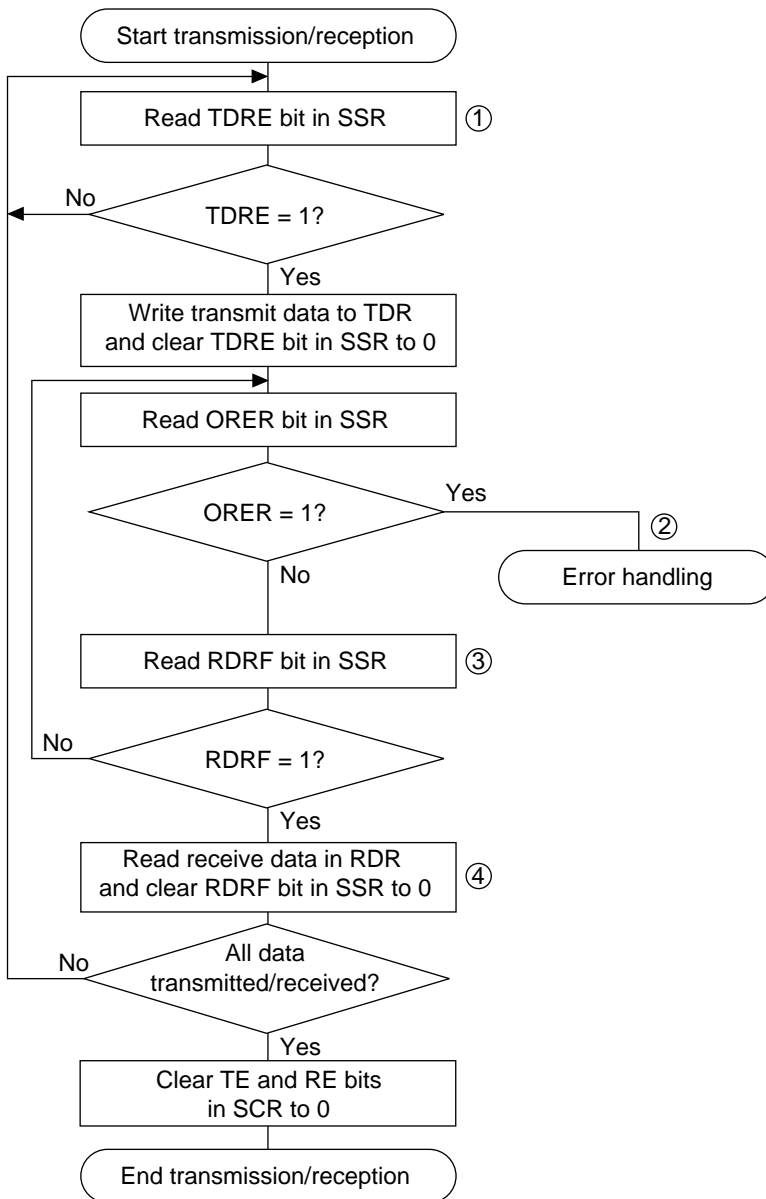 Start transmission/reception
Read TDRE bit in SSR
①
No
TDRE = 1?
Yes
Write transmit data to TDR
and clear TDRE bit in SSR to 0
Read ORER bit in SSR
Yes
ORER = 1?
②
No
Error handling
Read RDRF bit in SSR
③
No
RDRF = 1?
Yes
Read receive data in RDR
and clear RDRF bit in SSR to 0
④
All data
No
transmitted/received?
Yes
Clear TE and RE bits
in SCR to 0
End transmission/reception